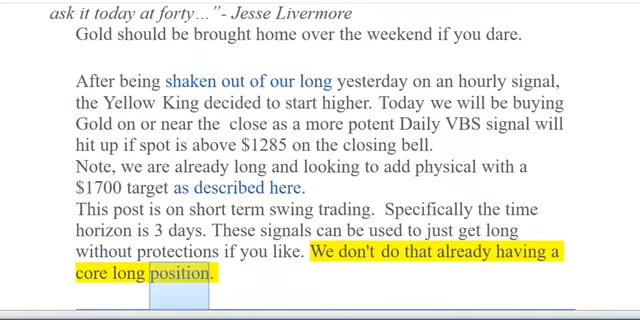 ask it today at forty…”- Jesse Livermore
Gold should be brought home over the weekend if you dare.
After being shaken out of our long yesterday on an hourly signal,
the Yellow King decided to start higher. Today we will be buying
Gold on or near the  close as a more potent Daily VBS signal will
hit up if spot is above $1285 on the closing bell.
Note, we are already long and looking to add physical with a
$1700 target as described here.
This post is on short term swing trading.  Specifically the time
horizon is 3 days. These signals can be used to just get long
without protections if you like. We don't do that already having a
core long position.